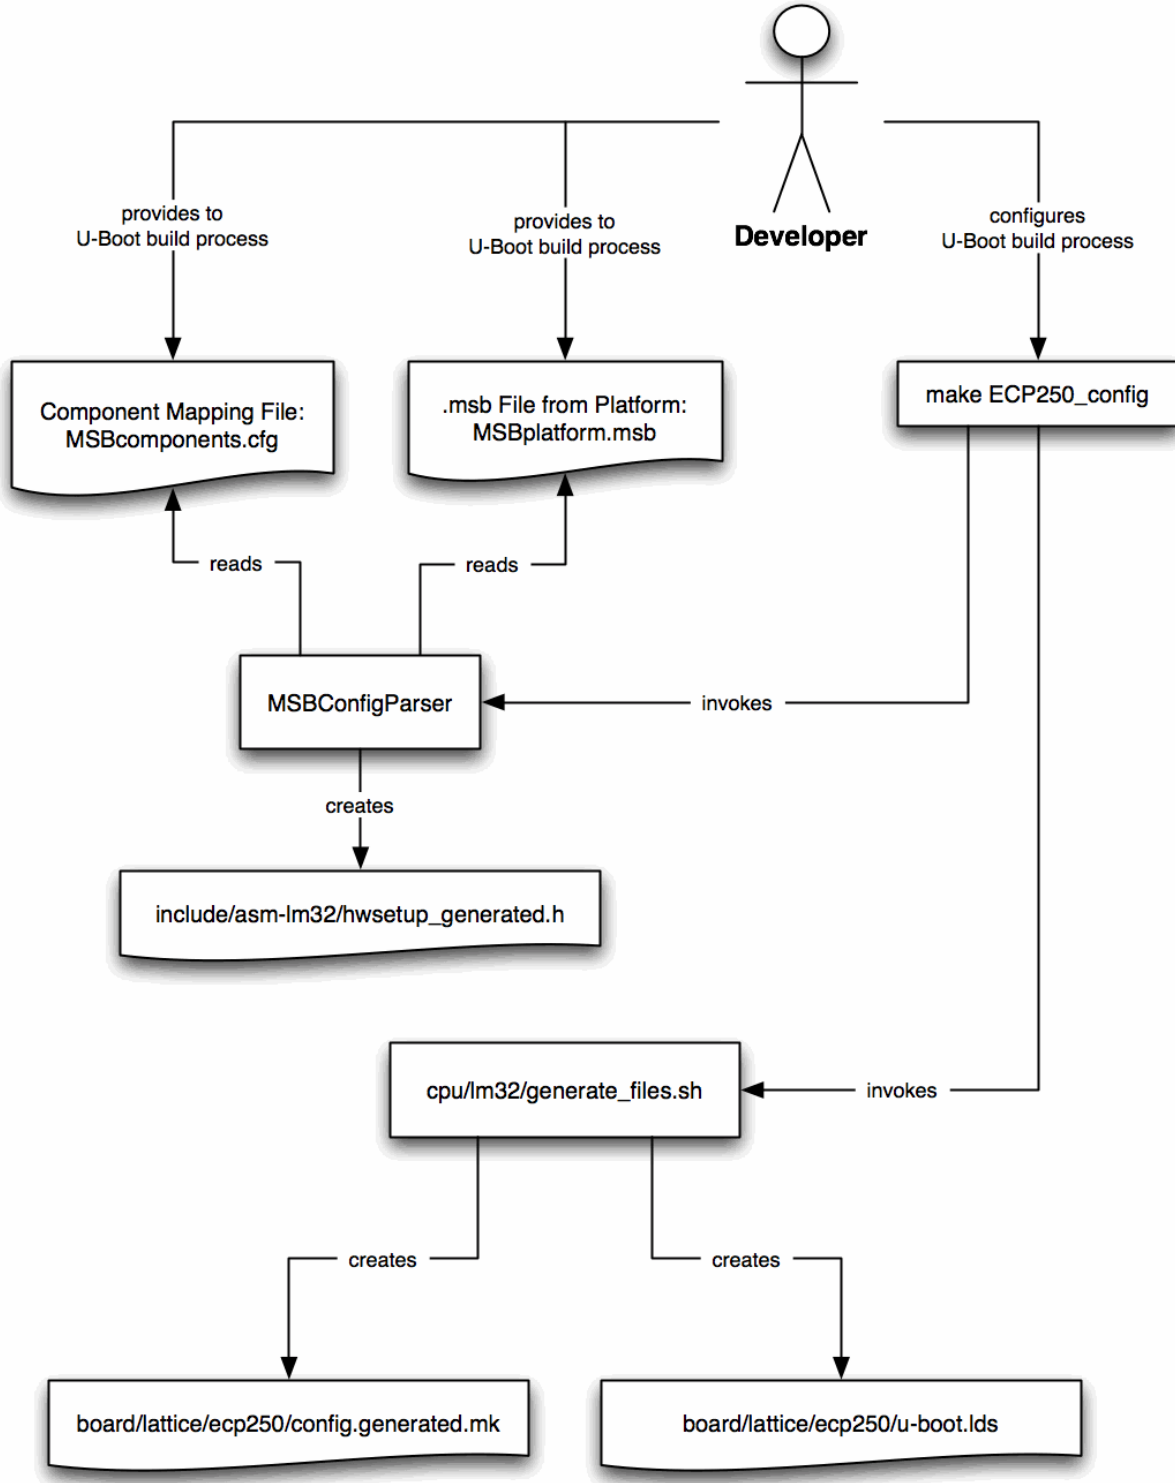 Developer
provides to
U-Boot build process
provides to
U-Boot build process
configures
U-Boot build process
Component Mapping File:
MSBcomponents.cfg
.msb File from Platform:
MSBplatform.msb
make ECP250_config
reads
reads
MSBConfigParser
invokes
creates
include/asm-lm32/hwsetup_generated.h
cpu/lm32/generate_files.sh
invokes
creates
creates
board/lattice/ecp250/config.generated.mk
board/lattice/ecp250/u-boot.lds